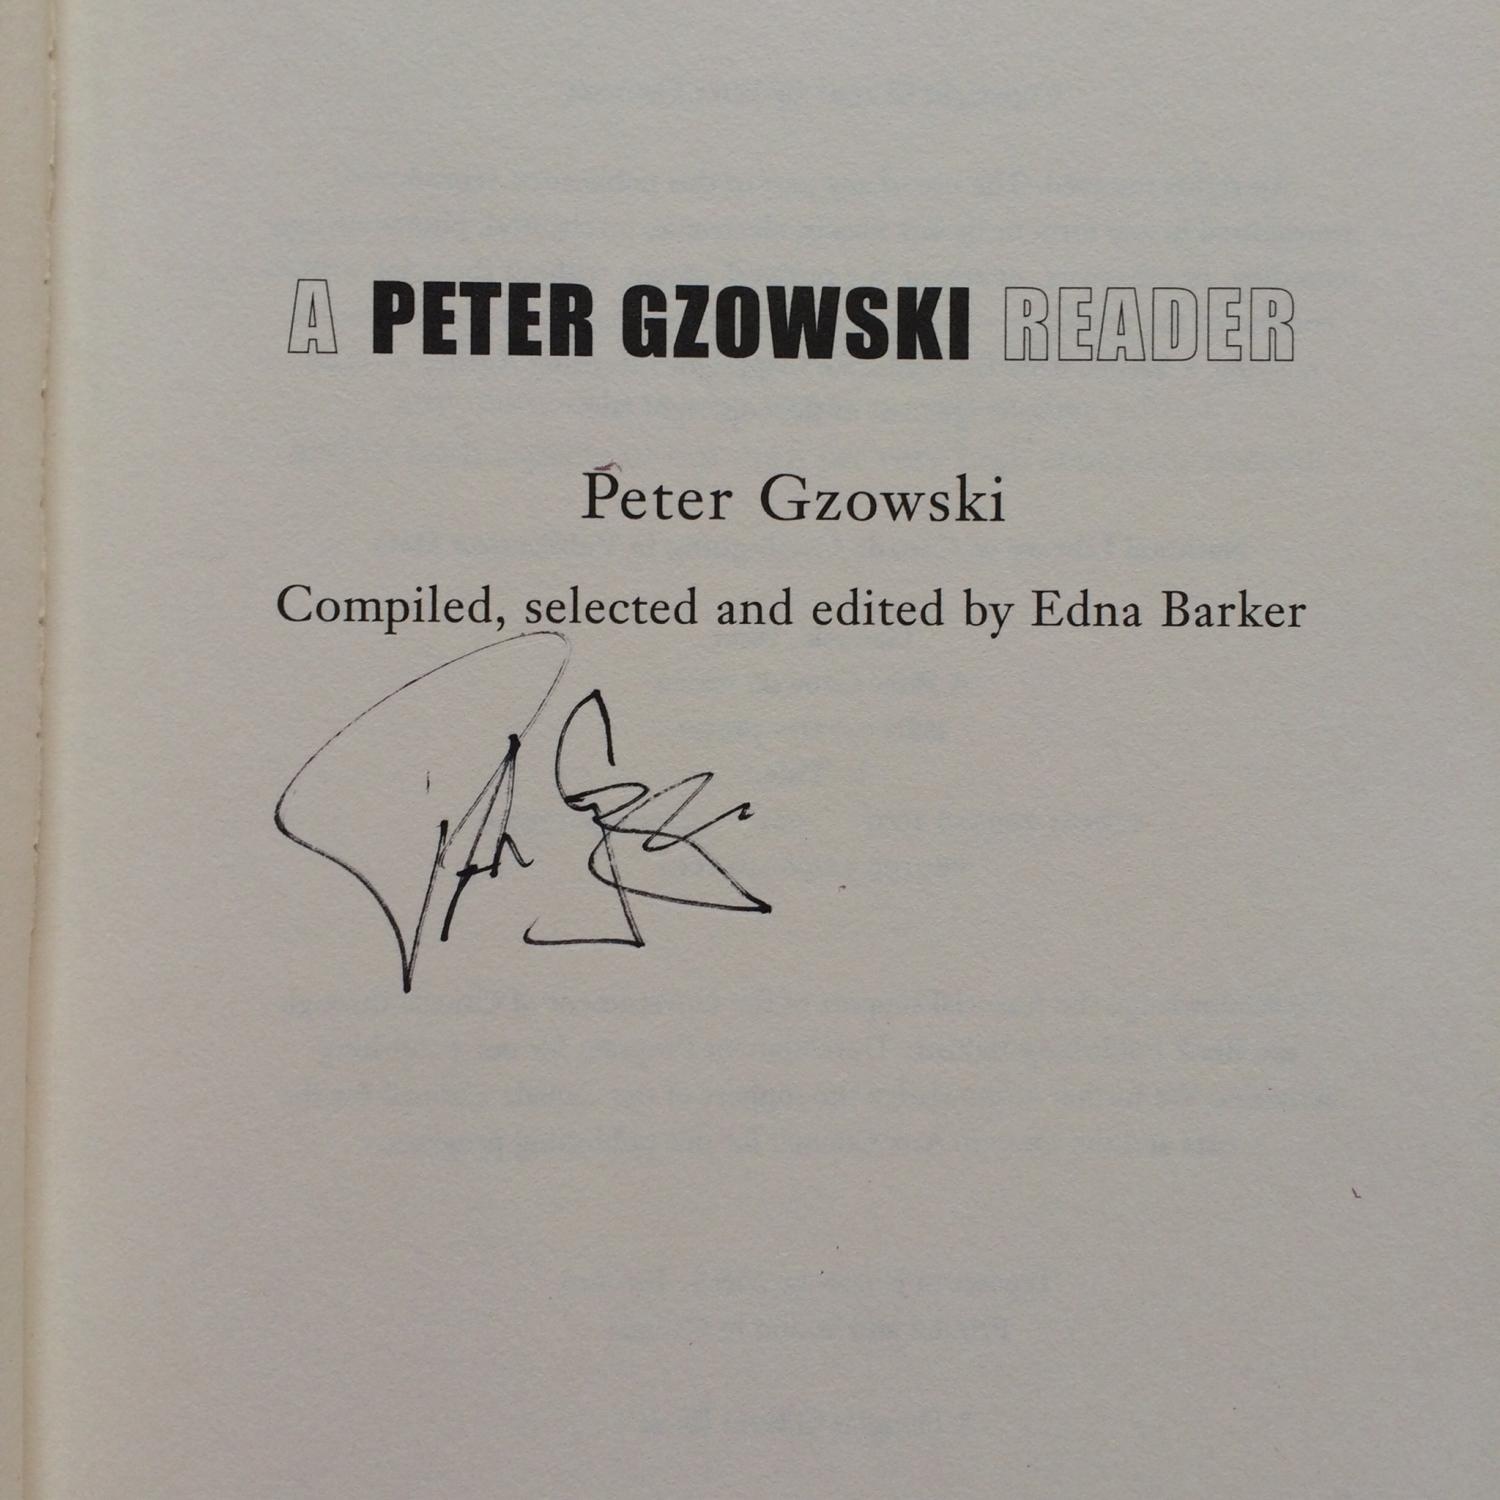 A PETER GZOWSKI READER
Peter Gzowski
Compiled, selected and edited by Edna Barker